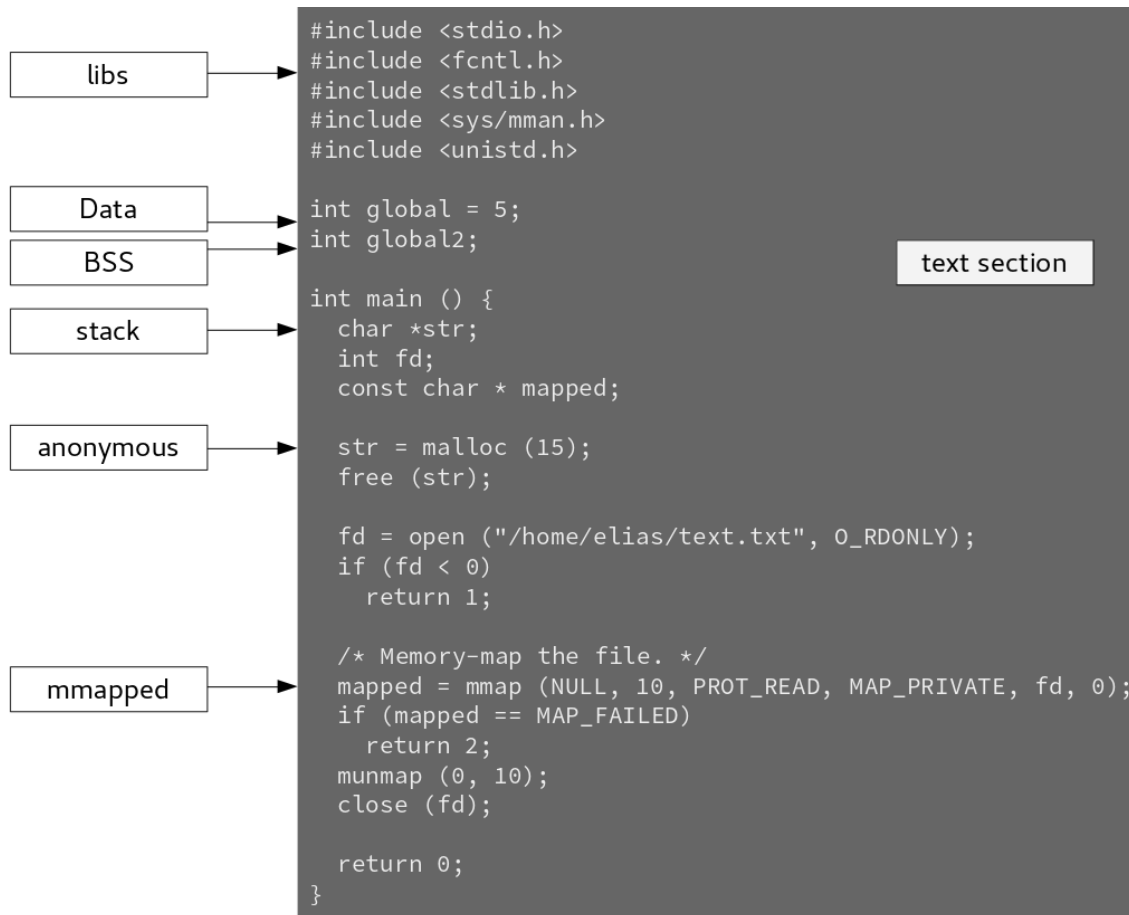 libs
Data
BSS
stack
anonymous
mmapped
#include <stdio.h>
#include <fcntl.h>
#include <stdlib.h>
#include <sys/mman.h>
#include <unistd.h>
int global = 5;
int global2;
text section
int main () {
  char *str;
  int fd;
  const char * mapped;
  str = malloc (15);
  free (str);
  fd = open ("/home/elias/text.txt", O_RDONLY);
  if (fd < 0)
    return 1;
  /* Memory-map the file. */
  mapped = mmap (NULL, 10, PROT_READ, MAP_PRIVATE, fd, 0);
  if (mapped == MAP_FAILED)
    return 2;
  munmap (0, 10);
  close (fd);
  return 0;
}